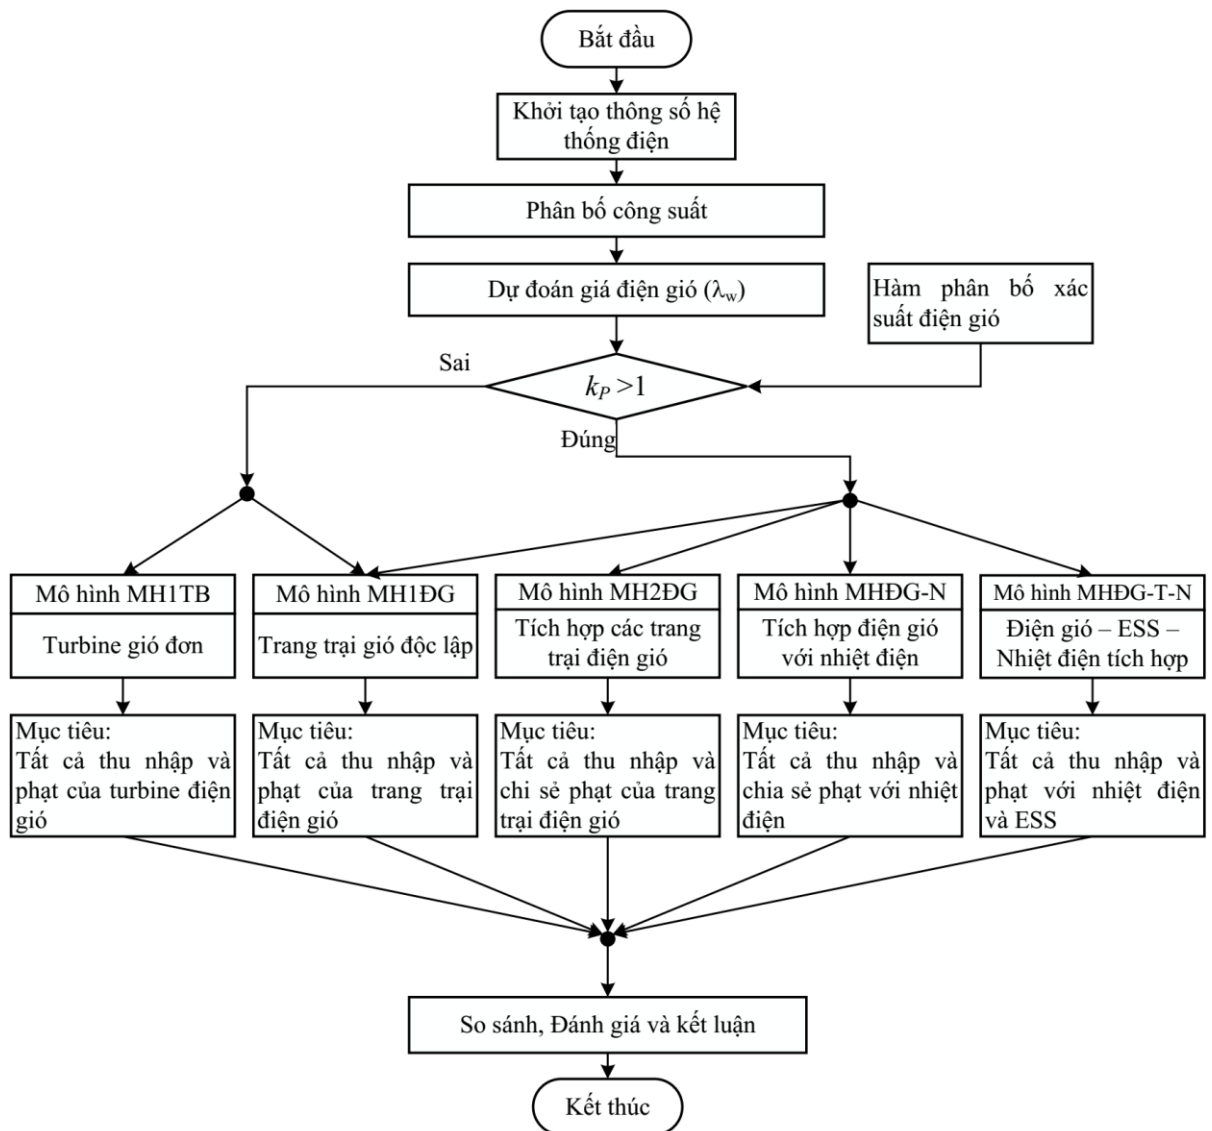 Bắt đầu
Khởi tạo thông số hệ
thống điện
Phân bố công suất
Dự đoán giá điện gió (λw)
Hàm phân bố xác
suất điện gió
Sai
kP >1
Đúng
Mô hình MH1TB
Turbine gió đơn
Mô hình MH1ĐG
Trang trại gió độc lập
Mô hình MH2ĐG
Tích hợp các trang
trại điện gió
Mô hình MHĐG-N
Tích hợp điện gió
với nhiệt điện
Mô hình MHĐG-T-N
Điện gió – ESS –
Nhiệt điện tích hợp
Mục tiêu:
Tất cả thu nhập và
phạt của turbine điện
gió
Mục tiêu:
Tất cả thu nhập và
phạt của trang trại
điện gió
Mục tiêu:
Tất cả thu nhập và
chi sẻ phạt của trang
trại điện gió
Mục tiêu:
Tất cả thu nhập và
chia sẻ phạt với nhiệt
điện
Mục tiêu:
Tất cả thu nhập và
phạt với nhiệt điện
và ESS
So sánh, Đánh giá và kết luận
Kết thúc